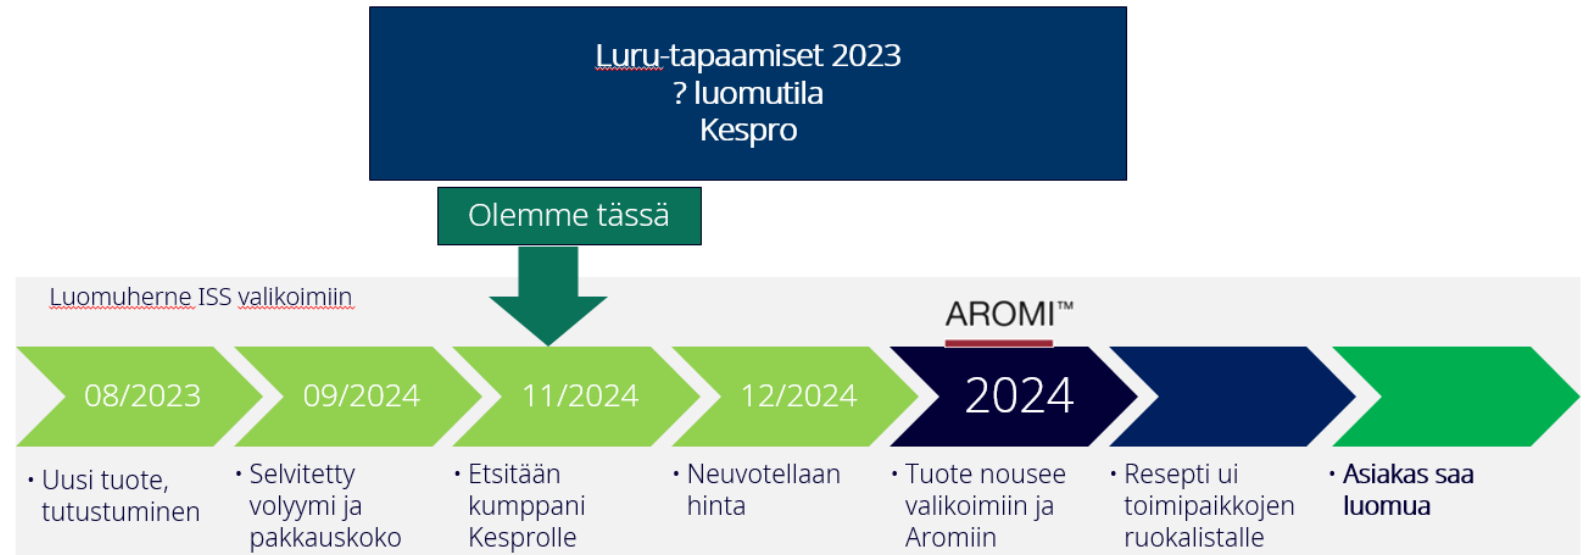 Luru-tapaamiset 2023
? luomutila
Kespro
Olemme tässä
Luomuherne ISS valikoimiin
AROMI™
08/2023
09/2024
11/2024
12/2024
2024
• Uusi tuote,
tutustuminen
• Selvitetty
volyymi ja
pakkauskoko
• Etsitään
kumppani
Kesprolle
• Neuvotellaan
hinta
• Tuote nousee
valikoimiin ja
Aromiin
• Resepti ui
toimipaikkojen
ruokalistalle
• Asiakas saa
luomua